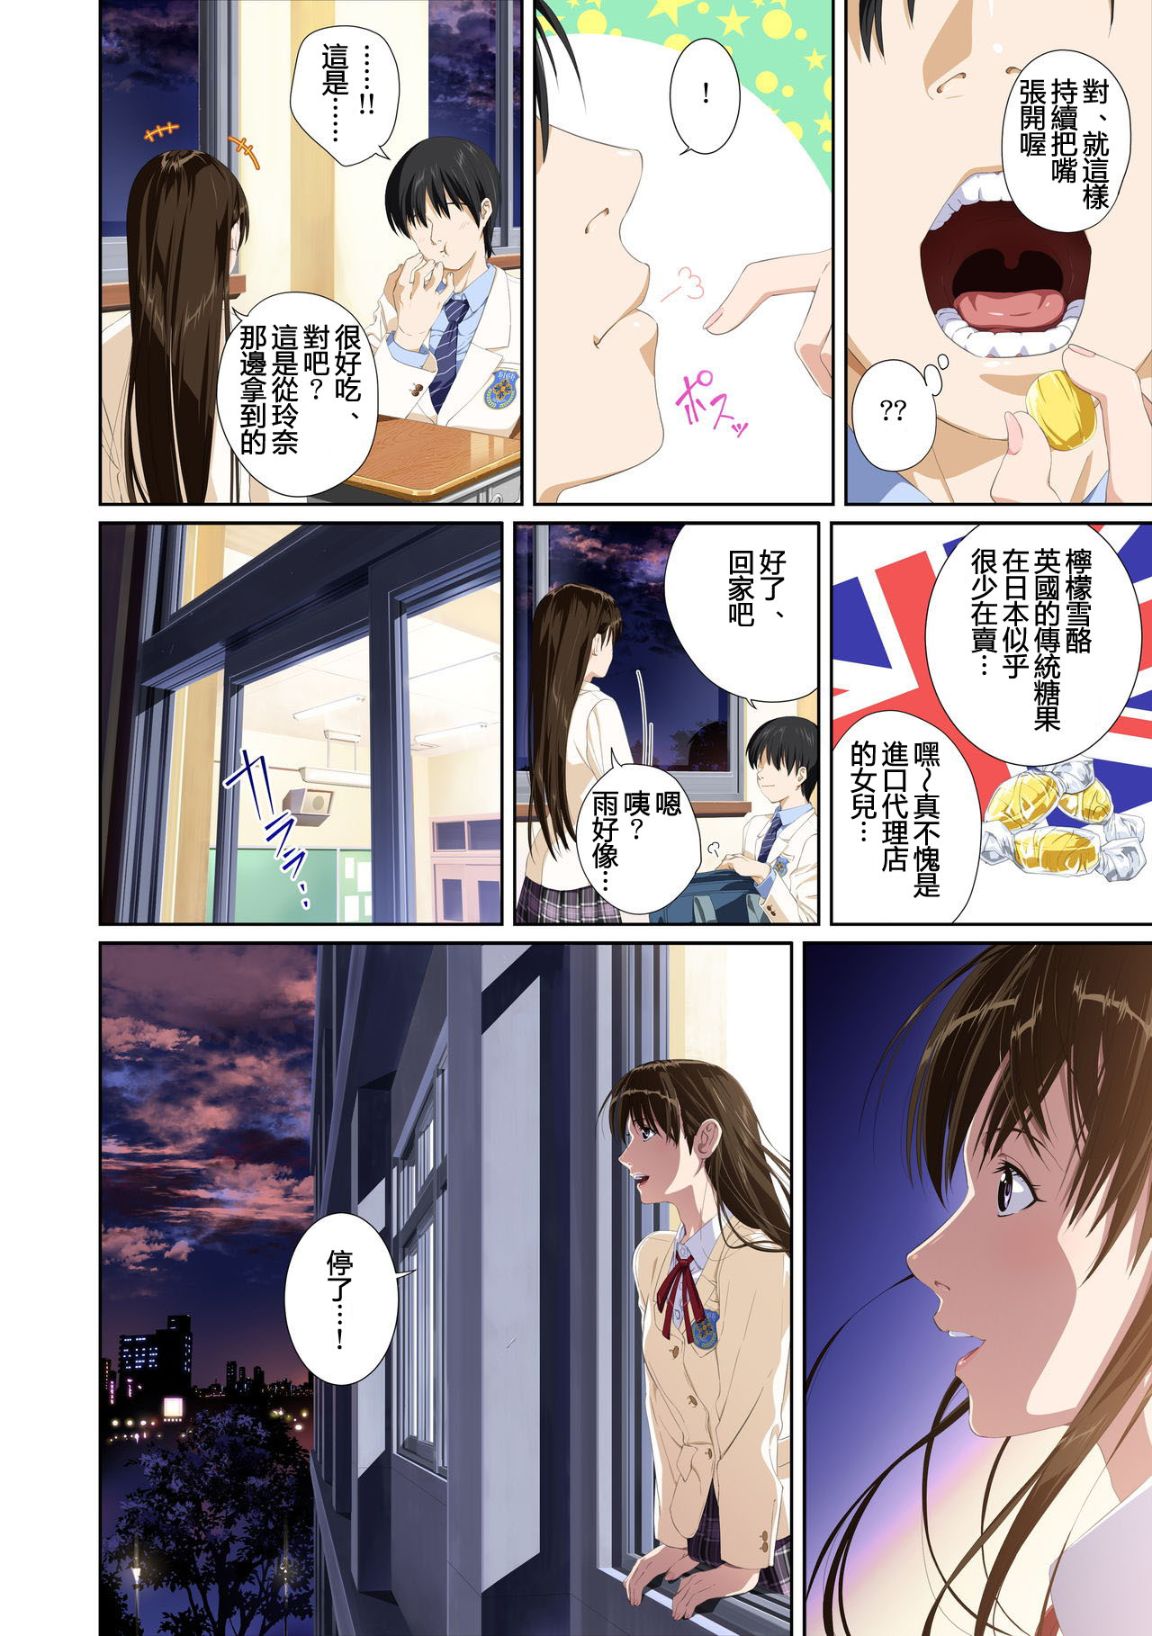 對、就這樣
持續把嘴
張開喔
??
！
ポスッ
……!!
這是……
很好吃、
對吧？
這是從玲奈
那邊拿到的
檸檬雪酪
英國的傳統糖果
在日本似乎
很少在賣…
嘿～真不愧是
進口代理店
的女兒…
好了、
回家吧
嗯
咦？
雨好像…
カラララ…
停了…！